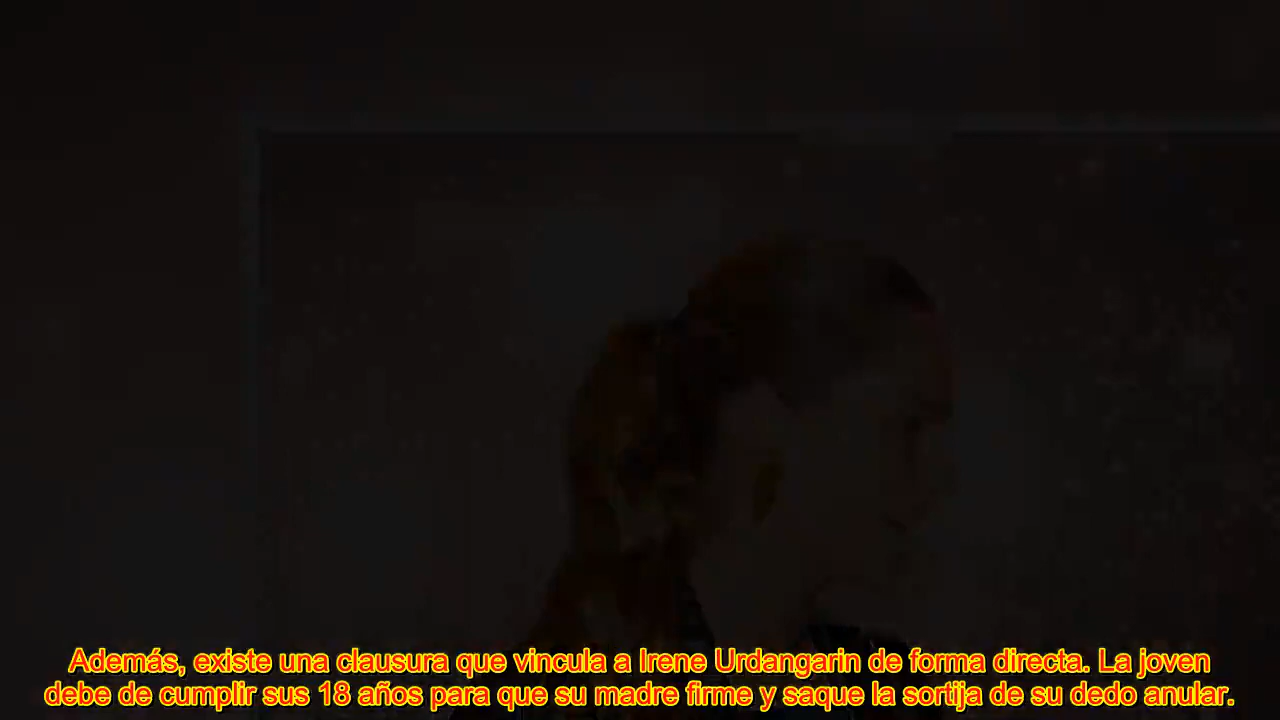 Además, existe una clausura que vincula a Irene Urdangarin de forma directa. La joven
debe de cumplir sus 18 años para que su madre firme y saque la sortija de su dedo anular.